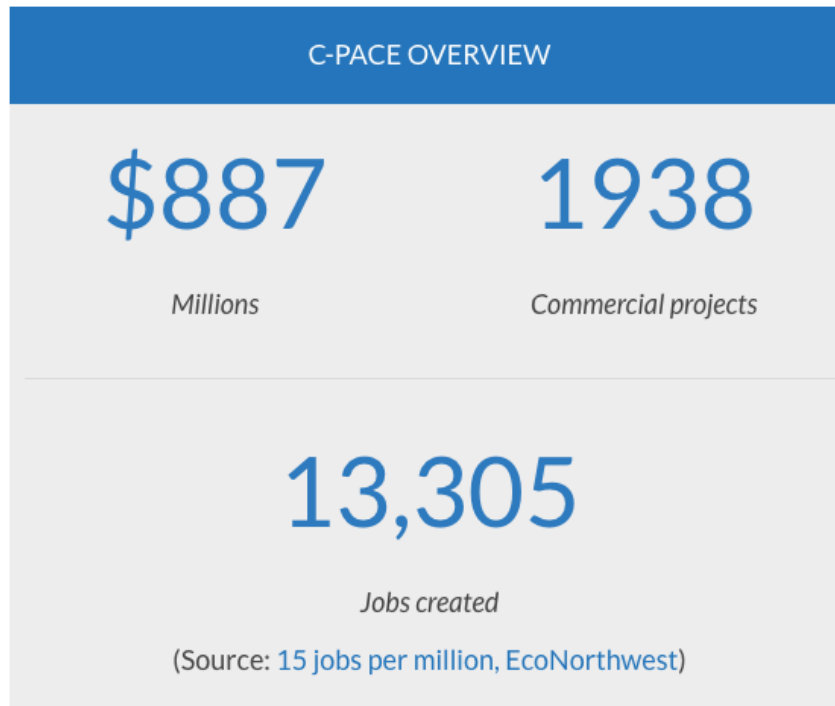 C-PACE OVERVIEW
$887 1938
Millions Commercial projects
13,305
Jobs created
(Source: 15 jobs per million, EcoNorthwest)